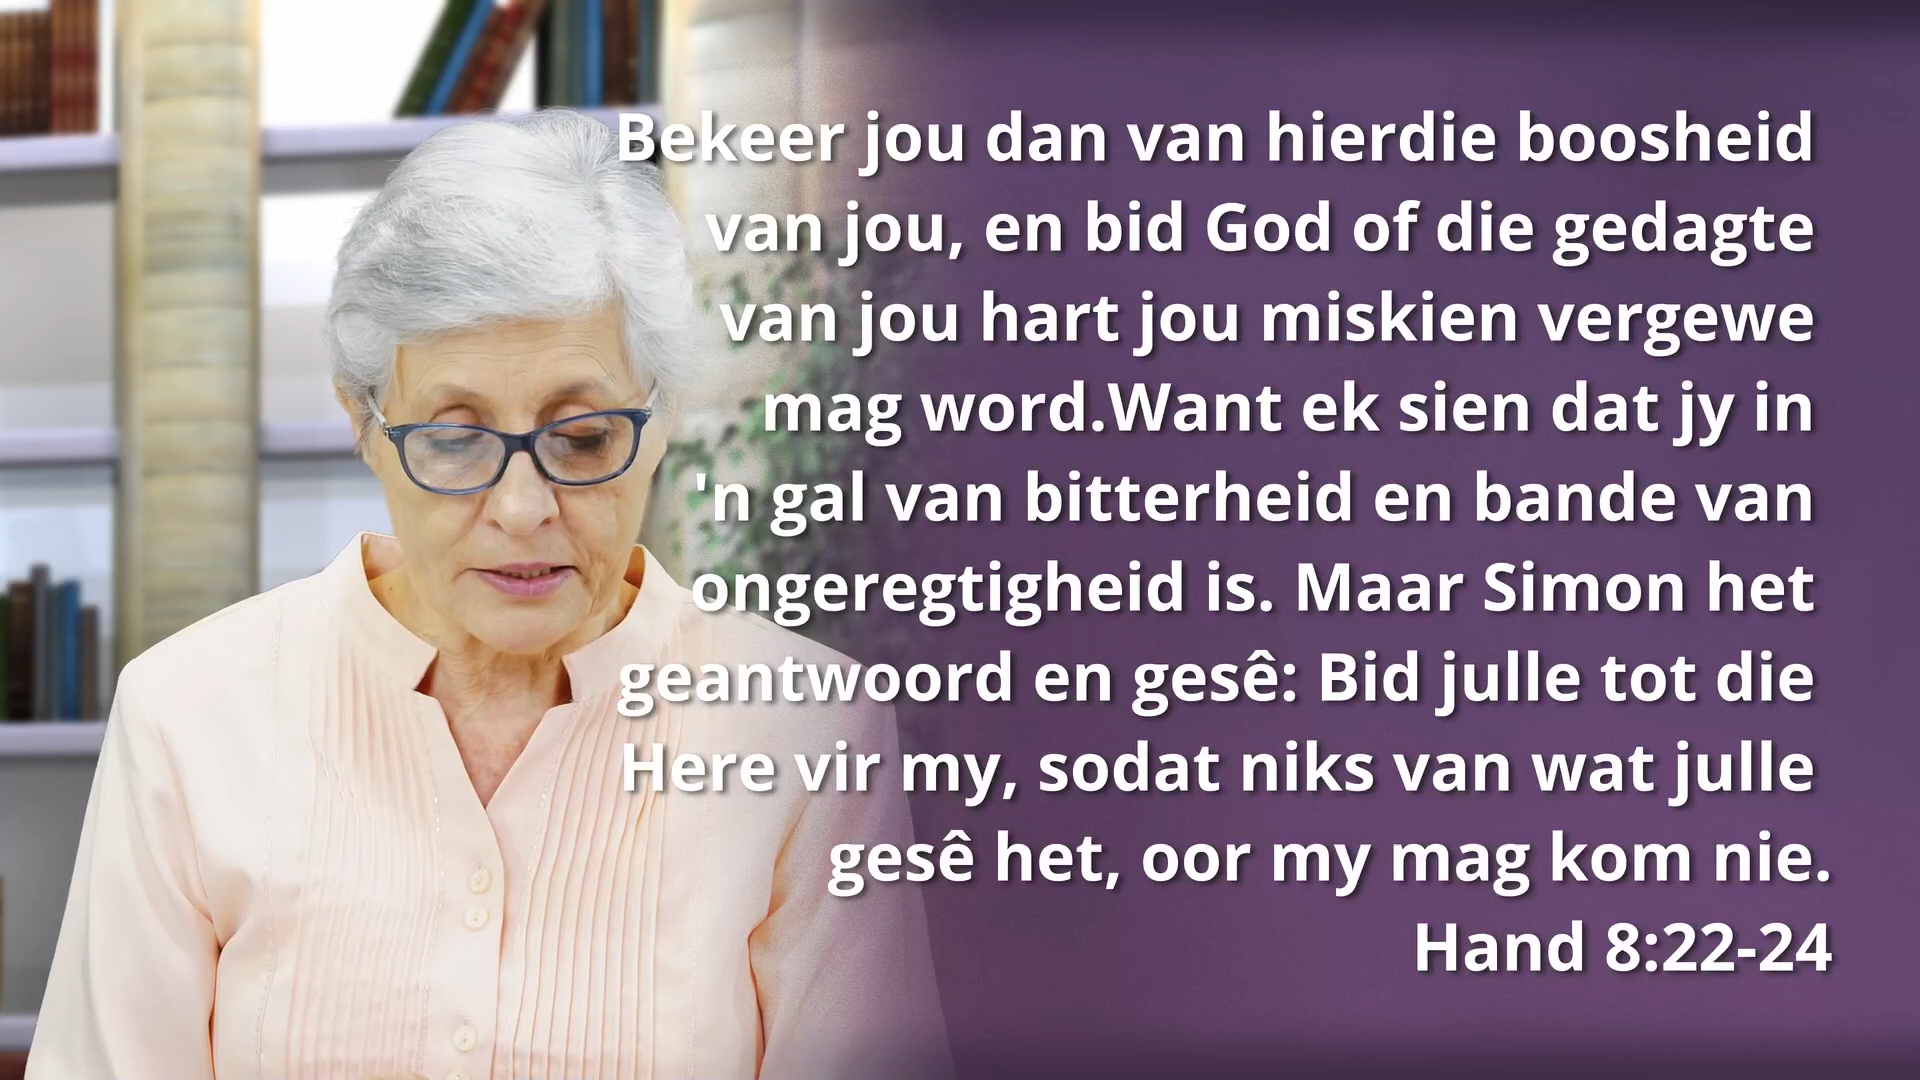 Bekeer jou dan van hierdie boosheid
van jou, en bid God of die gedagte
van jou hart jou miskien vergewe
mag word.Want ek sien dat jy in
'n gal van bitterheid en bande van
ongeregtigheid is. Maar Simon het
geantwoord en gesê: Bid julle tot die
Here vir my, sodat niks van wat julle
gesê het, oor my mag kom nie.
Hand 8:22-24